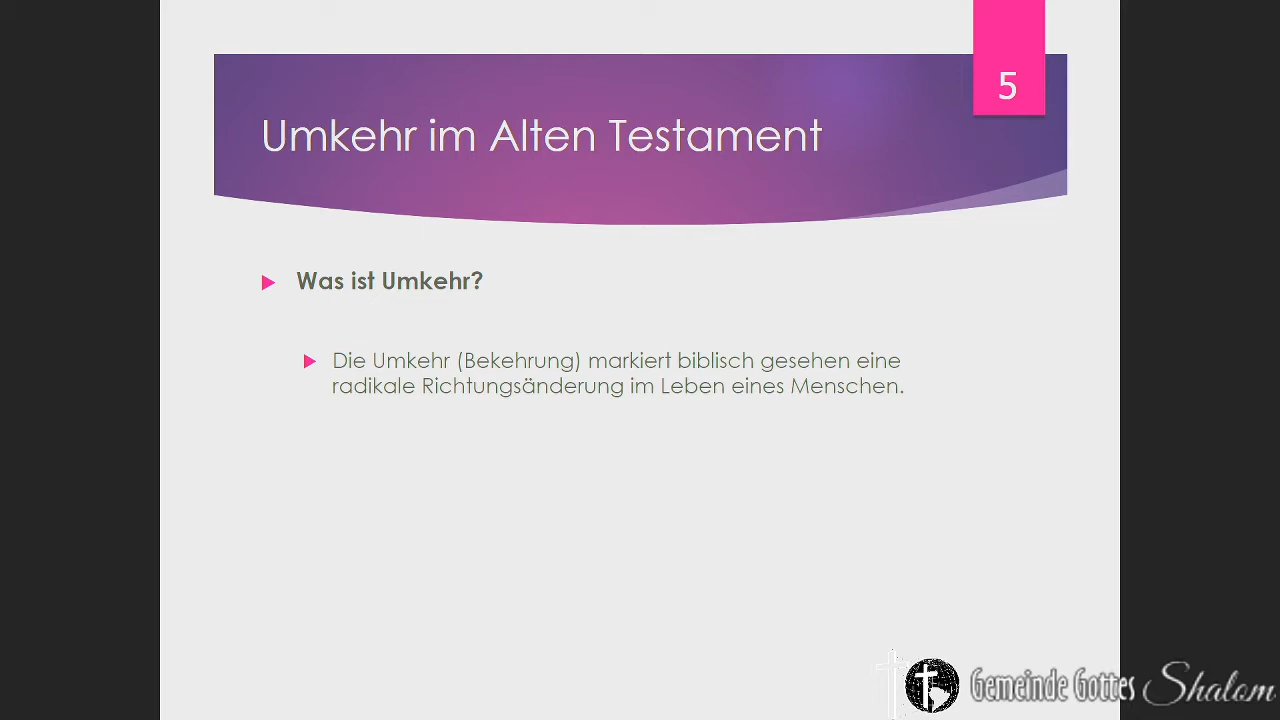 5
Umkehr im Alten Testament
Was ist Umkehr?
Die Umkehr (Bekehrung) markiert biblisch gesehen eine
radikale Richtungsänderung im Leben eines Menschen.
Gemeinde Gottes Shalom